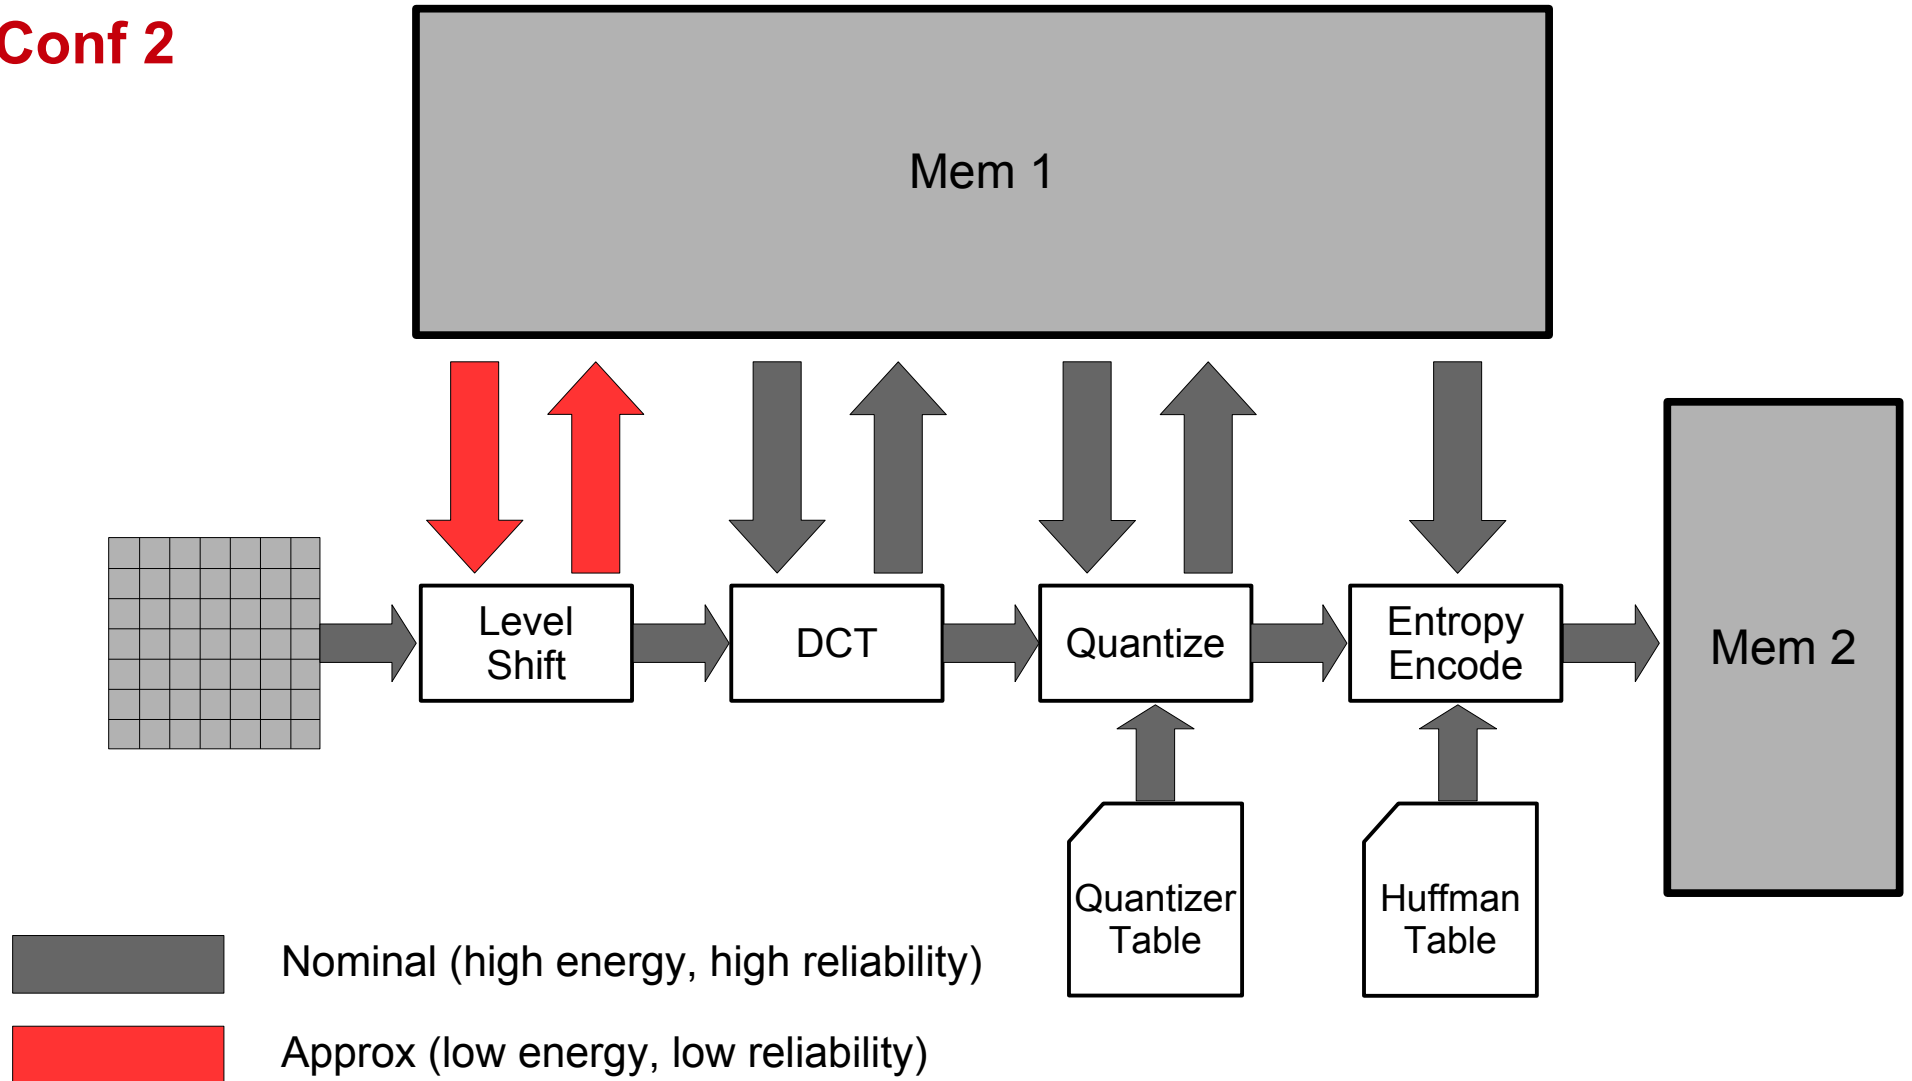 Conf 2
Mem 1
Level
Shift
DCT
Quantize
Entropy
Encode
Mem 2
Quantizer
Table
Huffman
Table
Nominal (high energy, high reliability)
Approx (low energy, low reliability)